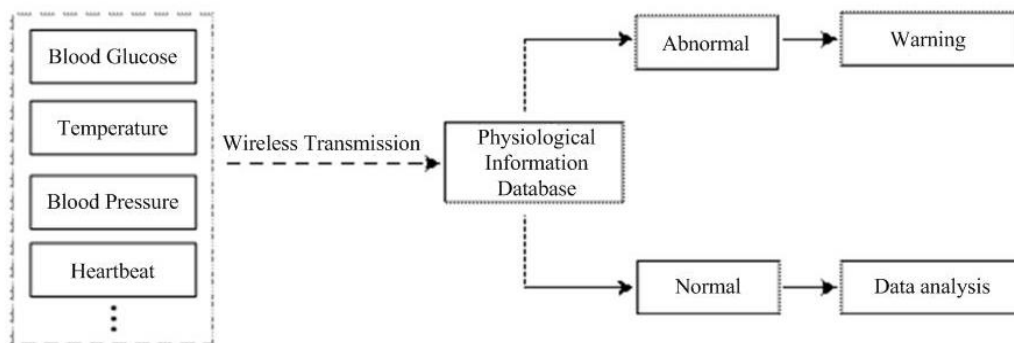 Blood Glucose
Temperature
Blood Pressure
Heartbeat
Wireless Transmission
Physiological
Information
Database
Abnormal
Warning
Normal
Data analysis